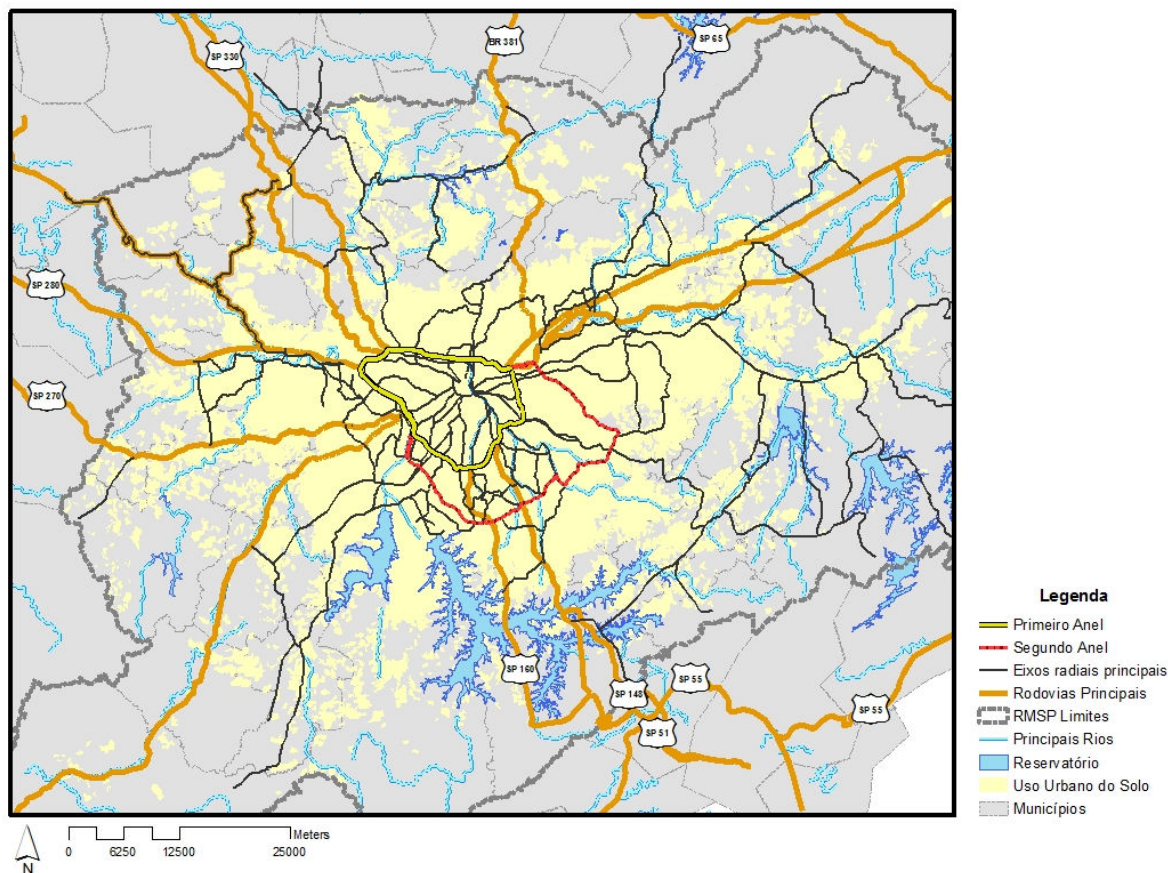 SP 330
BR 381
SP 65
SP 280
SP 270
SP 160
SP 148
SP 55
SP 55
SP 51
Legenda
Primeiro Anel
Segundo Anel
Eixos radiais principais
Rodovias Principais
RMSP Limites
Principais Rios
Reservatório
Uso Urbano do Solo
Municípios
Meters
0 6250 12500 25000
N